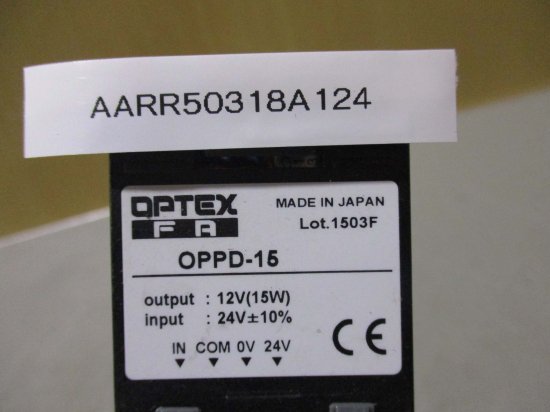 AARR50318A124
OPTEX
FA
MADE IN JAPAN
Lot.1503F
OPPD-15
output : 12V(15W)
input : 24V±10%
IN COM 0V 24V
CE